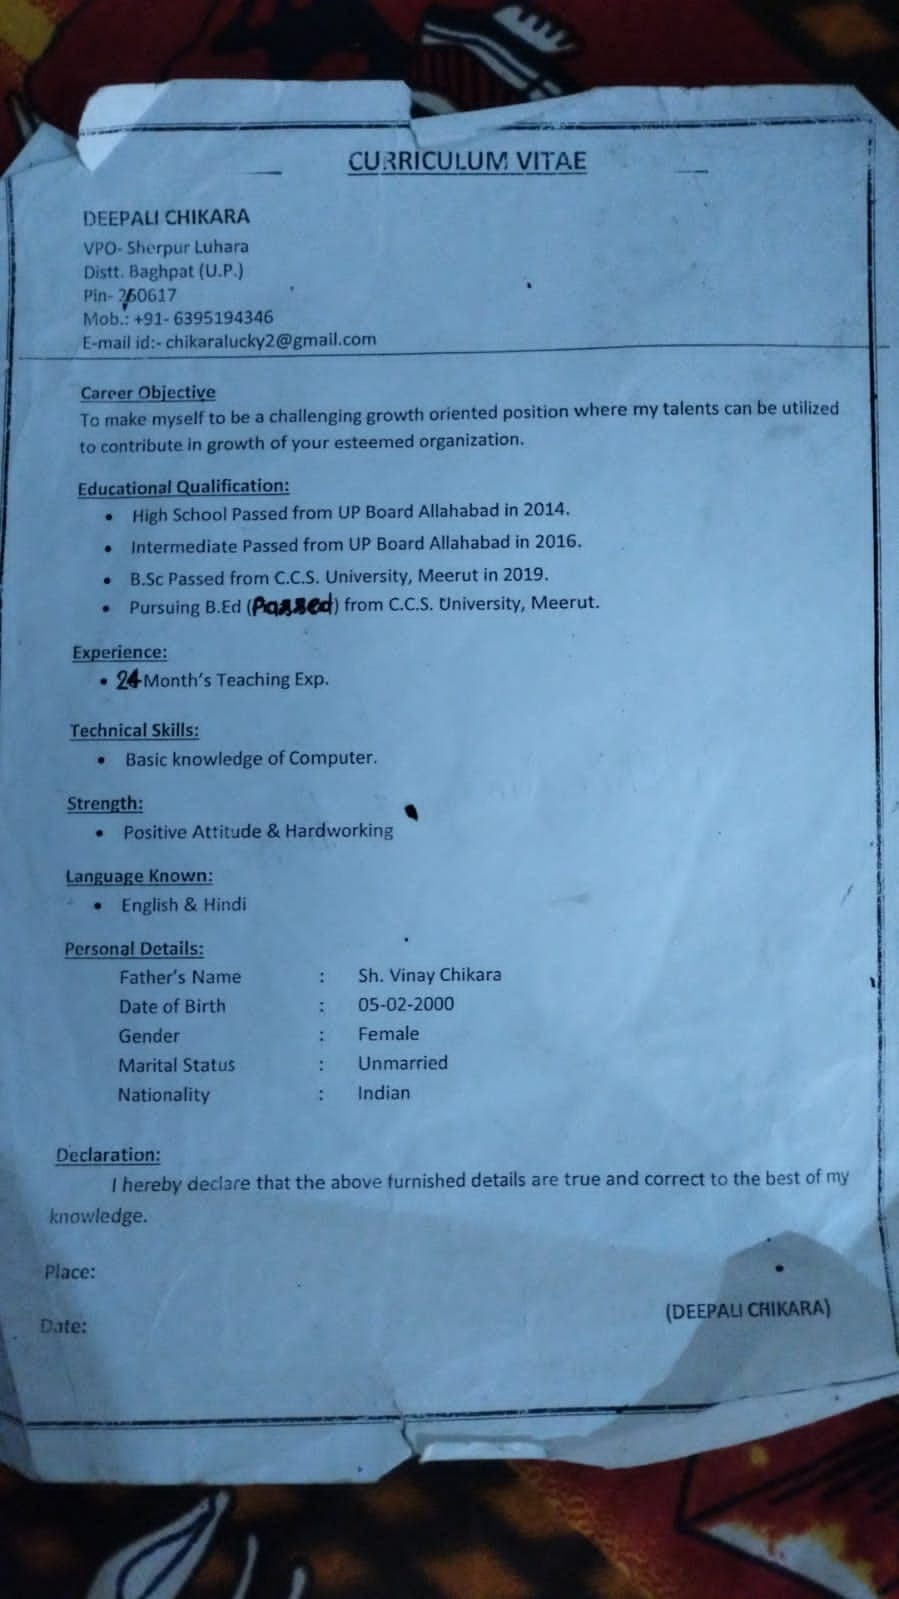 CURRICULUM VITAE
DEEPALI CHIKARA
VPO- Sherpur Luhara
Distt. Baghpat (U.P.)
Pin- 250617
Mob.: +91- 6395194346
E-mail id:- chikaralucky2@gmail.com
Career Objective
To make myself to be a challenging growth oriented position where my talents can be utilized
to contribute in growth of your esteemed organization.
Educational Qualification:
• High School Passed from UP Board Allahabad in 2014.
• Intermediate Passed from UP Board Allahabad in 2016.
• B.Sc Passed from C.C.S. University, Meerut in 2019.
• Pursuing B.Ed (Passed) from C.C.S. University, Meerut.
Experience:
• 24 Month's Teaching Exp.
Technical Skills:
• Basic knowledge of Computer.
Strength:
• Positive Attitude & Hardworking
Language Known:
• English & Hindi
Personal Details:
Father's Name : Sh. Vinay Chikara
Date of Birth : 05-02-2000
Gender : Female
Marital Status : Unmarried
Nationality : Indian
Declaration:
I hereby declare that the above furnished details are true and correct to the best of my
knowledge.
Place:
(DEEPALI CHIKARA)
Date: